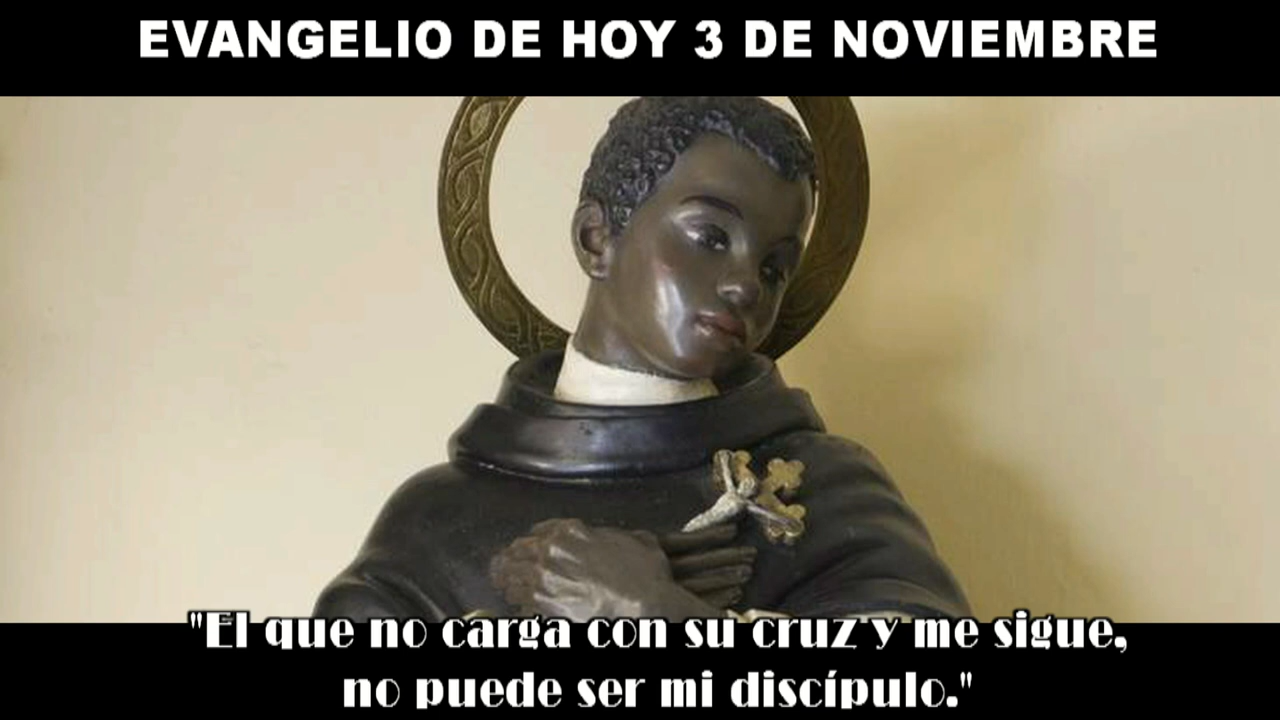 EVANGELIO DE HOY 3 DE NOVIEMBRE
"El que no carga con su cruz y me sigue,
no puede ser mi discípulo."